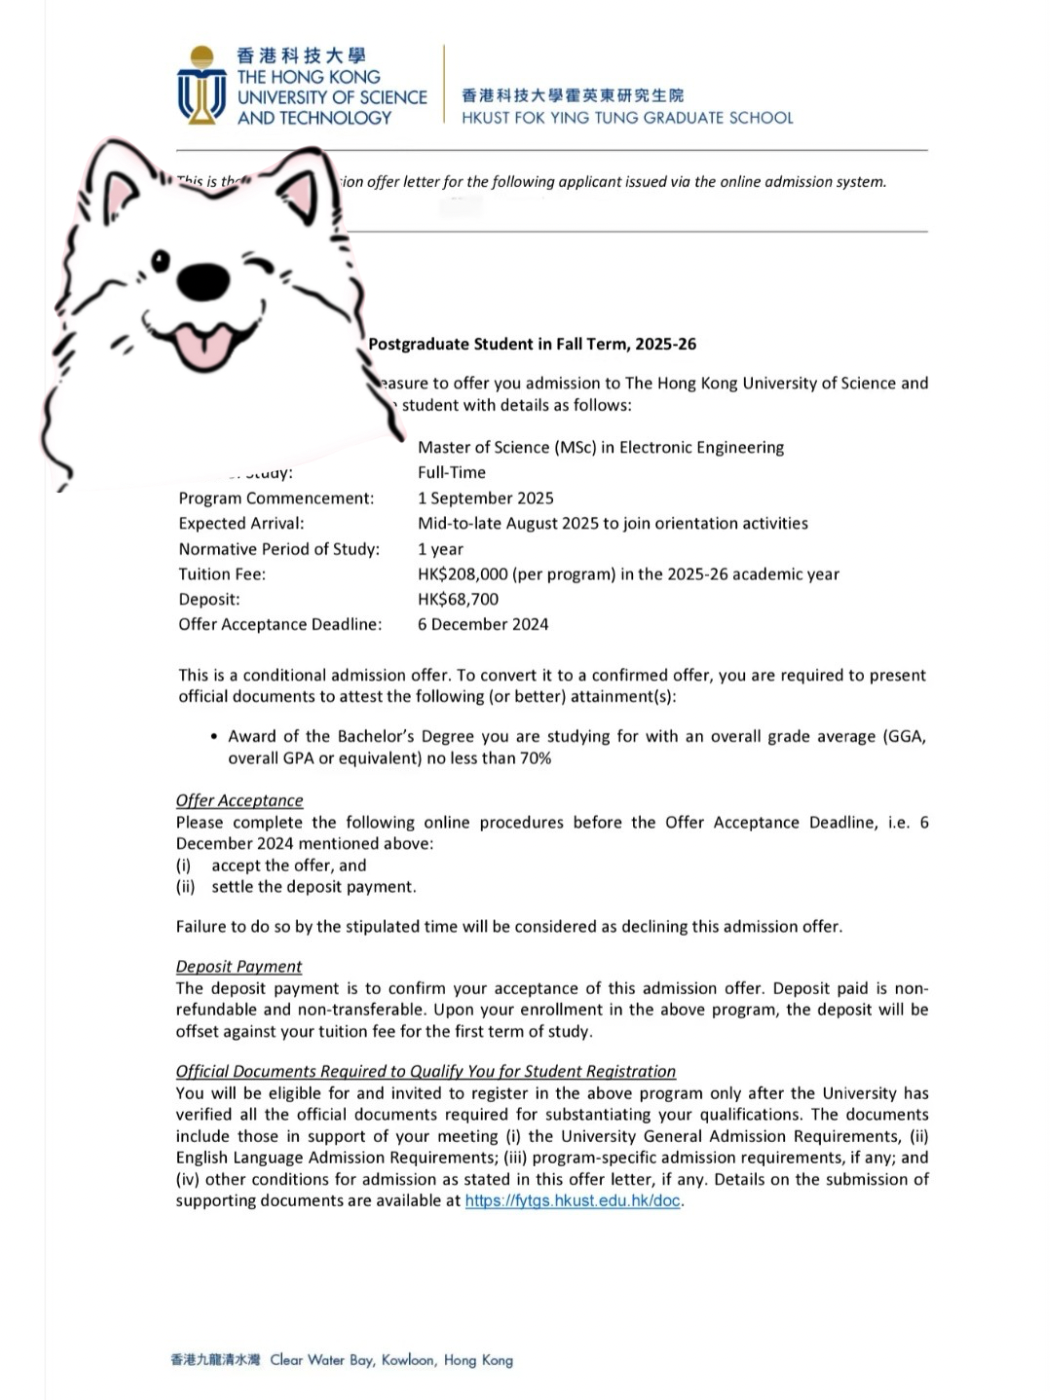 香港科技大學
THE HONG KONG
UNIVERSITY OF SCIENCE
AND TECHNOLOGY
香港科技大學霍英東研究生院
HKUST FOK YING TUNG GRADUATE SCHOOL
This is the offer letter for the following applicant issued via the online admission system.
Postgraduate Student in Fall Term, 2025-26
to offer you admission to The Hong Kong University of Science and
student with details as follows:
Master of Science (MSc) in Electronic Engineering
Full-Time
Program Commencement: 1 September 2025
Expected Arrival: Mid-to-late August 2025 to join orientation activities
Normative Period of Study: 1 year
Tuition Fee: HK$208,000 (per program) in the 2025-26 academic year
Deposit: HK$68,700
Offer Acceptance Deadline: 6 December 2024
This is a conditional admission offer. To convert it to a confirmed offer, you are required to present
official documents to attest the following (or better) attainment(s):
• Award of the Bachelor's Degree you are studying for with an overall grade average (GGA,
overall GPA or equivalent) no less than 70%
Offer Acceptance
Please complete the following online procedures before the Offer Acceptance Deadline, i.e. 6
December 2024 mentioned above:
(i) accept the offer, and
(ii) settle the deposit payment.
Failure to do so by the stipulated time will be considered as declining this admission offer.
Deposit Payment
The deposit payment is to confirm your acceptance of this admission offer. Deposit paid is non-
refundable and non-transferable. Upon your enrollment in the above program, the deposit will be
offset against your tuition fee for the first term of study.
Official Documents Required to Qualify You for Student Registration
You will be eligible for and invited to register in the above program only after the University has
verified all the official documents required for substantiating your qualifications. The documents
include those in support of your meeting (i) the University General Admission Requirements, (ii)
English Language Admission Requirements; (iii) program-specific admission requirements, if any; and
(iv) other conditions for admission as stated in this offer letter, if any. Details on the submission of
supporting documents are available at https://fytgs.hkust.edu.hk/doc.
香港九龍清水灣 Clear Water Bay, Kowloon, Hong Kong